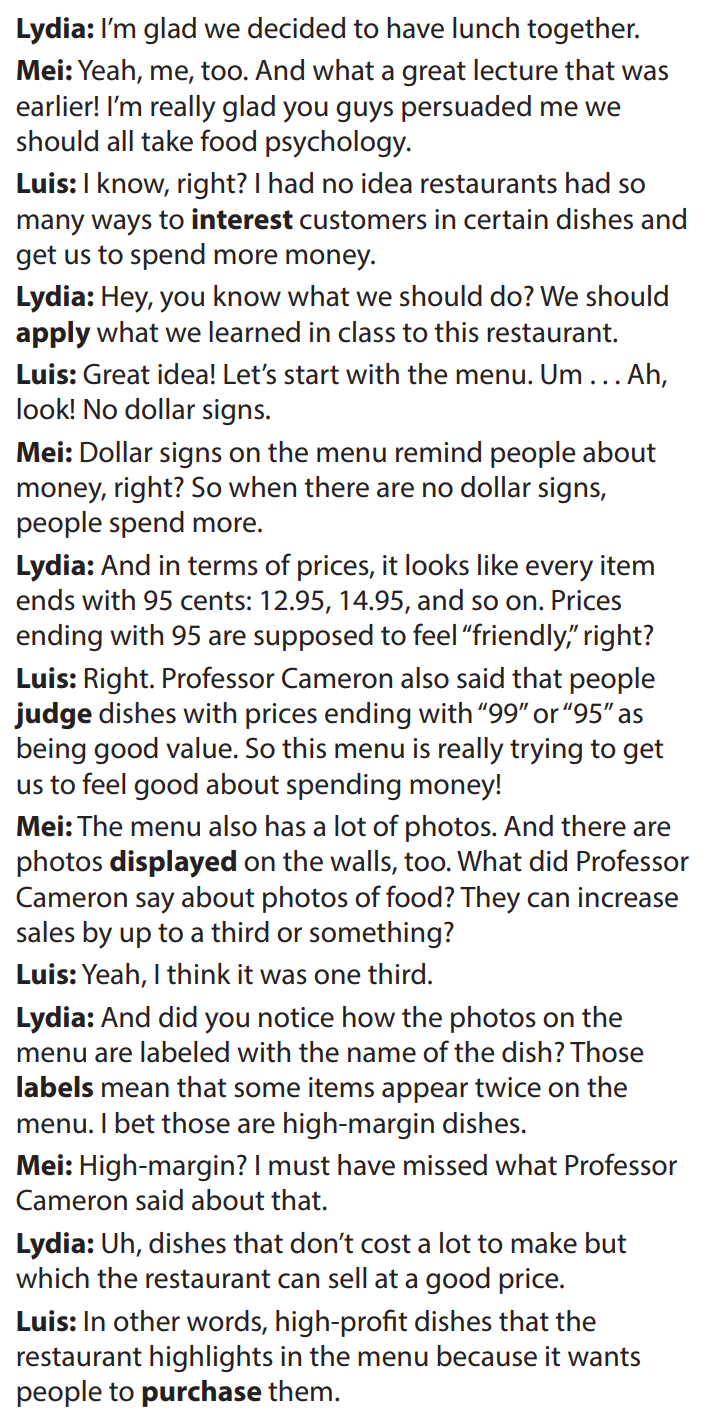 Lydia: I’m glad we decided to have lunch together.
Mei: Yeah, me, too. And what a great lecture that was
earlier! I’m really glad you guys persuaded me we
should all take food psychology.
Luis: I know, right? I had no idea restaurants had so
many ways to interest customers in certain dishes and
get us to spend more money.
Lydia: Hey, you know what we should do? We should
apply what we learned in class to this restaurant.
Luis: Great idea! Let’s start with the menu. Um . . . Ah,
look! No dollar signs.
Mei: Dollar signs on the menu remind people about
money, right? So when there are no dollar signs,
people spend more.
Lydia: And in terms of prices, it looks like every item
ends with 95 cents: 12.95, 14.95, and so on. Prices
ending with 95 are supposed to feel “friendly,” right?
Luis: Right. Professor Cameron also said that people
judge dishes with prices ending with “99” or “95” as
being good value. So this menu is really trying to get
us to feel good about spending money!
Mei: The menu also has a lot of photos. And there are
photos displayed on the walls, too. What did Professor
Cameron say about photos of food? They can increase
sales by up to a third or something?
Luis: Yeah, I think it was one third.
Lydia: And did you notice how the photos on the
menu are labeled with the name of the dish? Those
labels mean that some items appear twice on the
menu. I bet those are high-margin dishes.
Mei: High-margin? I must have missed what Professor
Cameron said about that.
Lydia: Uh, dishes that don’t cost a lot to make but
which the restaurant can sell at a good price.
Luis: In other words, high-profit dishes that the
restaurant highlights in the menu because it wants
people to purchase them.